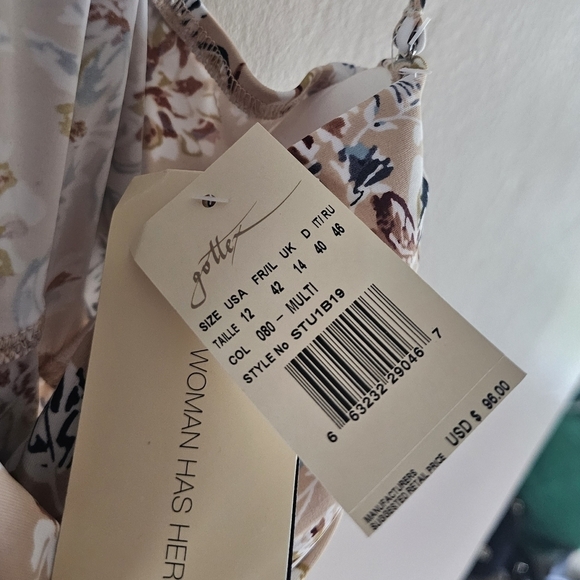 gottex
SIZE USA FR/IL UK D IT/RU
TAILLE 12 42 14 40 46
COL 080 - MULTI
STYLE No STU1B19
6 63232 29046 7
MANUFACTURERS
SUGGESTED RETAIL PRICE USD $ 96.00
WOMAN HAS HER